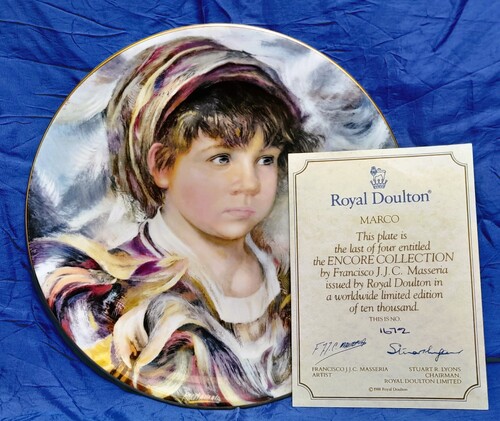 Royal Doulton®
MARCO
This plate is
the last of four entitled
the ENCORE COLLECTION
by Francisco J.J.C. Masseria
issued by Royal Doulton in
a worldwide limited edition
of ten thousand.
THIS IS NO.
1672
FRANCISCO J.J.C. MASSERIA
ARTIST
STUART R. LYONS
CHAIRMAN,
ROYAL DOULTON LIMITED
© 1988 Royal Doulton